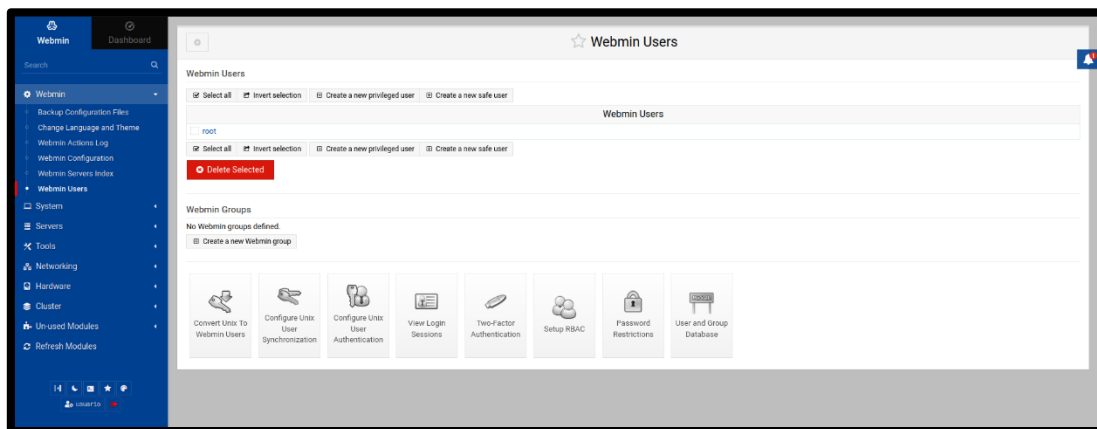 Webmin
Dashboard
Search
Webmin
Backup Configuration Files
Change Language and Theme
Webmin Actions Log
Webmin Configuration
Webmin Servers Index
Webmin Users
System
Servers
Tools
Networking
Hardware
Cluster
Un-used Modules
Refresh Modules
usuario
Webmin Users
Webmin Users
Select all Invert selection Create a new privileged user Create a new safe user
Webmin Users
root
Select all Invert selection Create a new privileged user Create a new safe user
Delete Selected
Webmin Groups
No Webmin groups defined.
Create a new Webmin group
Convert Unix To
Webmin Users
Configure Unix
User
Synchronization
Configure Unix
User
Authentication
View Login
Sessions
Two-Factor
Authentication
Setup RBAC
Password
Restrictions
User and Group
Database